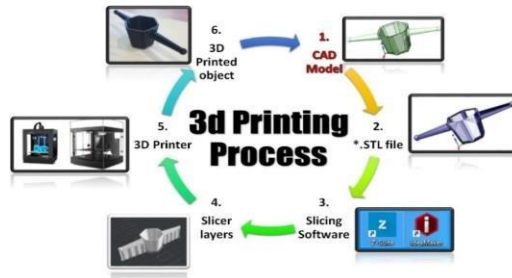 3d Printing
Process
1.
CAD
Model
2.
*.STL file
3.
Slicing
Software
4.
Slicer
layers
5.
3D Printer
6.
3D
Printed
object